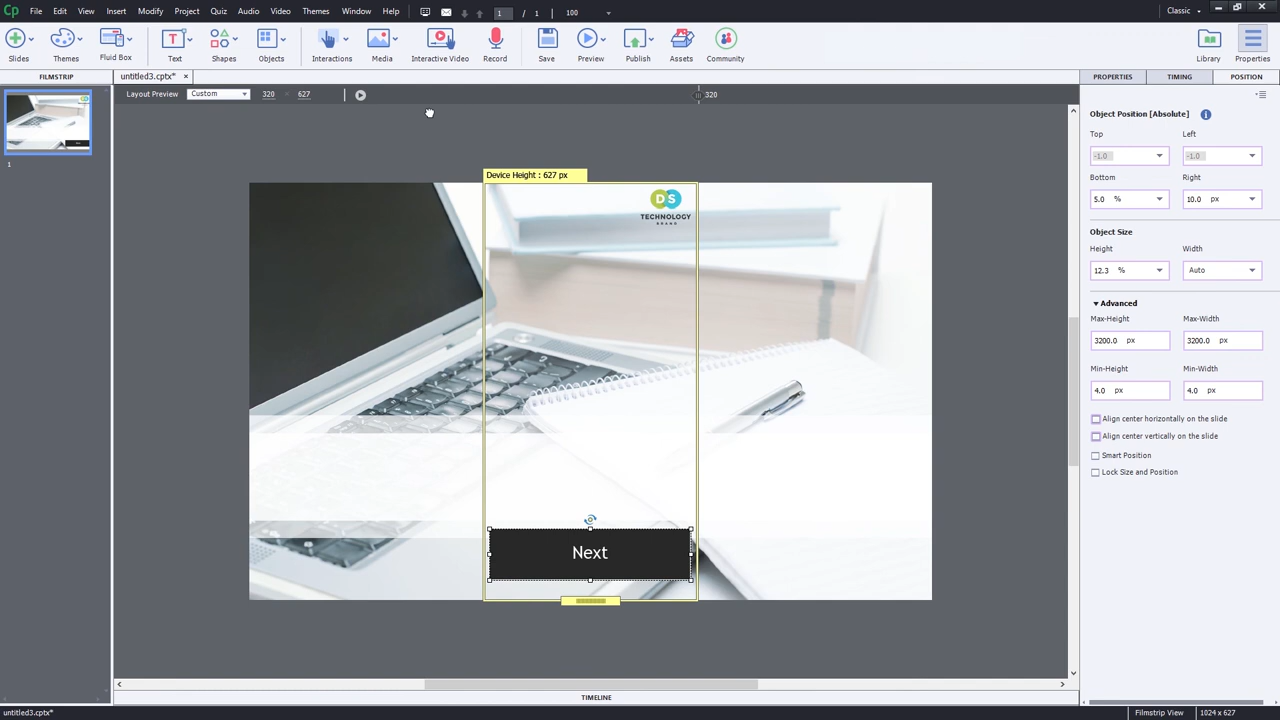 Cp File Edit View Insert Modify Project Quiz Audio Video Themes Window Help 1 / 1 100 Classic
Slides Themes Fluid Box Text Shapes Objects Interactions Media Interactive Video Record Save Preview Publish Assets Community Library Properties
FILMSTRIP untitled3.cptx* × PROPERTIES TIMING POSITION
Layout Preview Custom 320 × 627 320
1
Device Height : 627 px
DS
TECHNOLOGY
BRAND
Next
Object Position [Absolute] i
Top Left
-1.0 -1.0
Bottom Right
5.0 % 10.0 px
Object Size
Height Width
12.3 % Auto
Advanced
Max-Height Max-Width
3200.0 px 3200.0 px
Min-Height Min-Width
4.0 px 4.0 px
Align center horizontally on the slide
Align center vertically on the slide
Smart Position
Lock Size and Position
TIMELINE
untitled3.cptx* Filmstrip View 1024 x 627